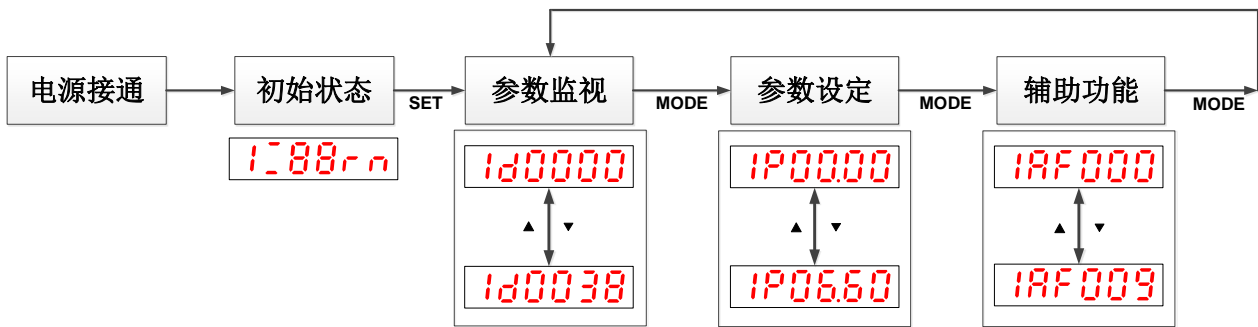 电源接通
初始状态
SET
参数监视
MODE
参数设定
MODE
辅助功能
MODE
1_88rn
1d0000
1d0038
1P00.00
1P06.60
1AF000
1AF009